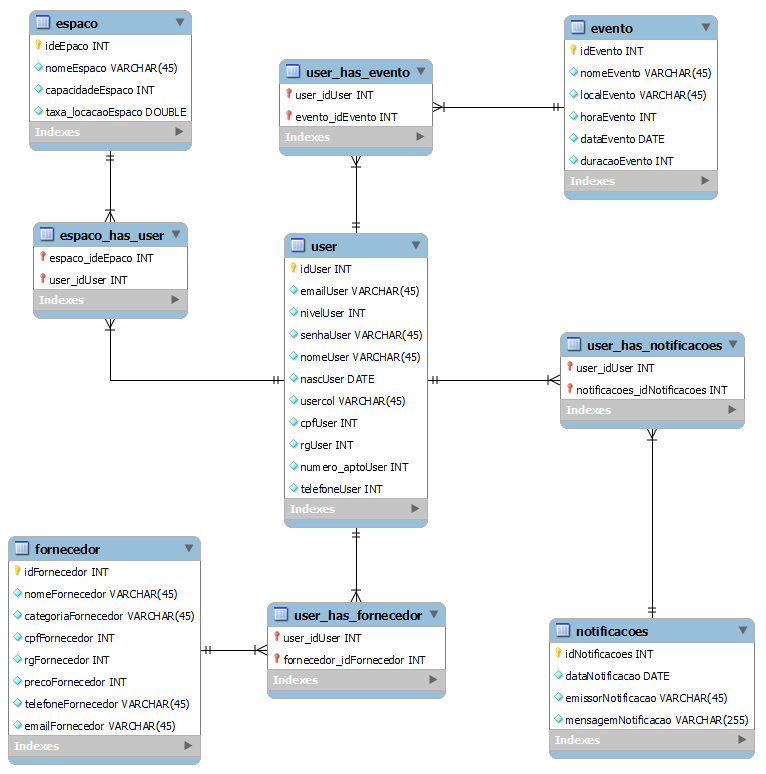 espaco
ideEpaco INT
nomeEspaco VARCHAR(45)
capacidadeEspaco INT
taxa_locacaoEspaco DOUBLE
Indexes
user_has_evento
user_idUser INT
evento_idEvento INT
Indexes
evento
idEvento INT
nomeEvento VARCHAR(45)
localEvento VARCHAR(45)
horaEvento INT
dataEvento DATE
duracaoEvento INT
Indexes
espaco_has_user
espaco_ideEpaco INT
user_idUser INT
Indexes
user
idUser INT
emailUser VARCHAR(45)
nivelUser INT
senhaUser VARCHAR(45)
nomeUser VARCHAR(45)
nascUser DATE
usercol VARCHAR(45)
cpfUser INT
rgUser INT
numero_aptoUser INT
telefoneUser INT
Indexes
user_has_notificacoes
user_idUser INT
notificacoes_idNotificacoes INT
Indexes
fornecedor
idFornecedor INT
nomeFornecedor VARCHAR(45)
categoriaFornecedor VARCHAR(45)
cpfFornecedor INT
rgFornecedor INT
precoFornecedor INT
telefoneFornecedor VARCHAR(45)
emailFornecedor VARCHAR(45)
Indexes
user_has_fornecedor
user_idUser INT
fornecedor_idFornecedor INT
Indexes
notificacoes
idNotificacoes INT
dataNotificacao DATE
emissorNotificacao VARCHAR(45)
mensagemNotificacao VARCHAR(255)
Indexes